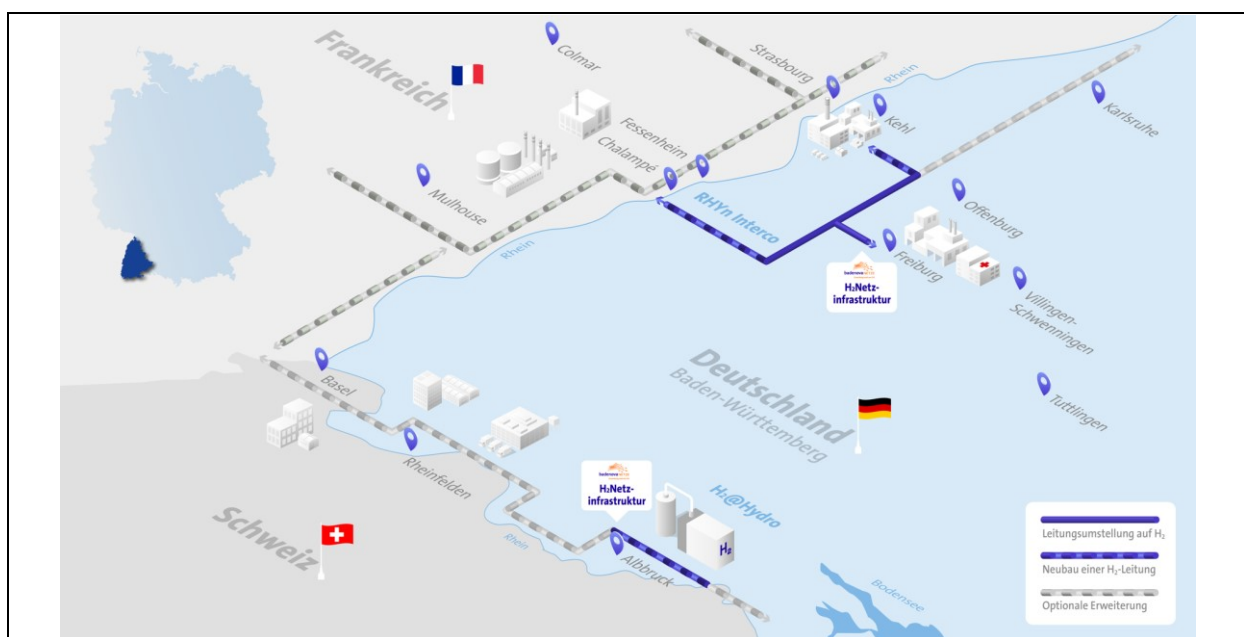 Frankreich
Colmar
Strasbourg
Rhein
Kehl
Karlsruhe
Fessenheim
Chalampé
Mulhouse
RHYn Interco
Offenburg
Freiburg
Villingen-
Schwenningen
Tuttlingen
Rhein
badenova
H₂Netz-
infrastruktur
Deutschland
Baden-Württemberg
Basel
Rheinfelden
badenova
H₂Netz-
infrastruktur
H₂@Hydro
H₂
Schweiz
Rhein
Albbruck
Bodensee
Leitungsumstellung auf H₂
Neubau einer H₂-Leitung
Optionale Erweiterung